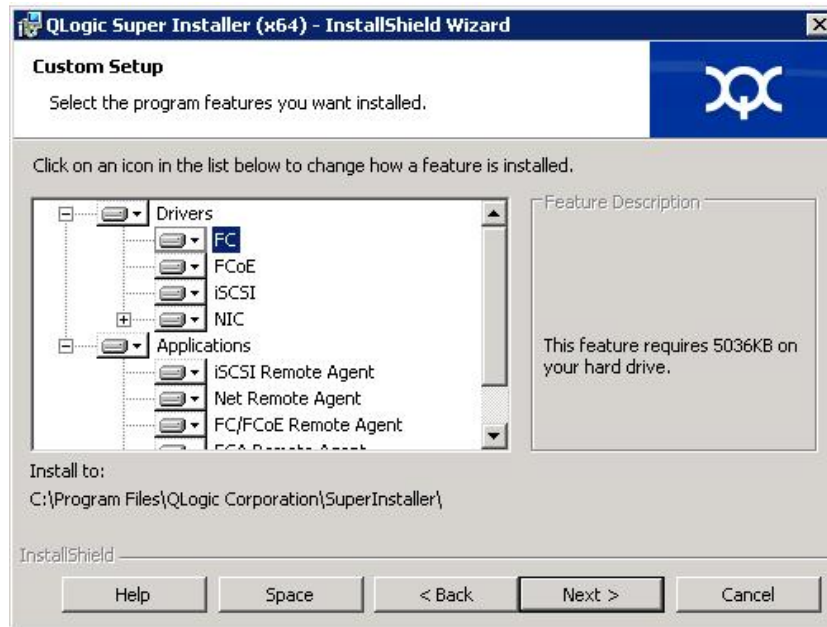 QLogic Super Installer (x64) - InstallShield Wizard
Custom Setup
Select the program features you want installed.
Click on an icon in the list below to change how a feature is installed.
Drivers
FC
FCoE
iSCSI
NIC
Applications
iSCSI Remote Agent
Net Remote Agent
FC/FCoE Remote Agent
Remote Agent
Feature Description
This feature requires 5036KB on
your hard drive.
Install to:
C:\Program Files\QLogic Corporation\SuperInstaller\
InstallShield
Help
Space
< Back
Next >
Cancel